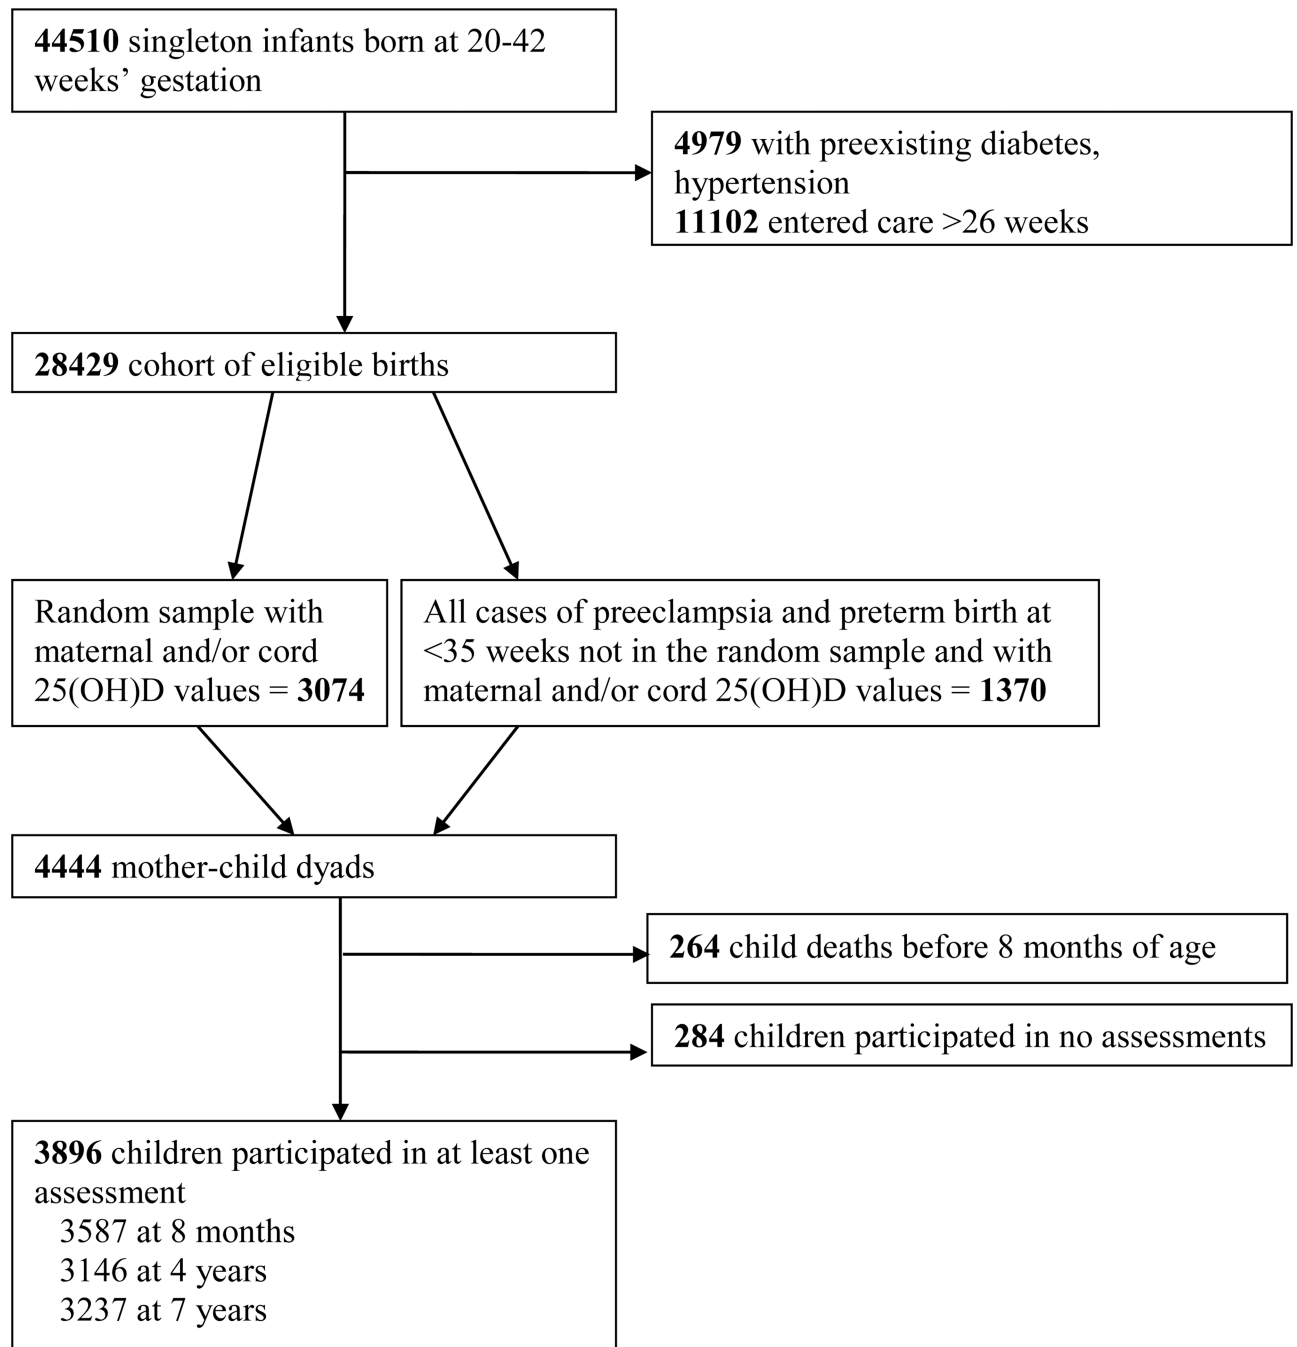 44510 singleton infants born at 20-42
weeks’ gestation
4979 with preexisting diabetes,
hypertension
11102 entered care >26 weeks
28429 cohort of eligible births
Random sample with
maternal and/or cord
25(OH)D values = 3074
All cases of preeclampsia and preterm birth at
<35 weeks not in the random sample and with
maternal and/or cord 25(OH)D values = 1370
4444 mother-child dyads
264 child deaths before 8 months of age
284 children participated in no assessments
3896 children participated in at least one
assessment
3587 at 8 months
3146 at 4 years
3237 at 7 years